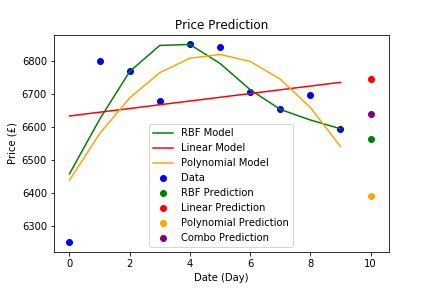 Price Prediction
Price (£)
6800
6700
6600
6500
6400
6300
RBF Model
Linear Model
Polynomial Model
Data
RBF Prediction
Linear Prediction
Polynomial Prediction
Combo Prediction
0 2 4 6 8 10
Date (Day)